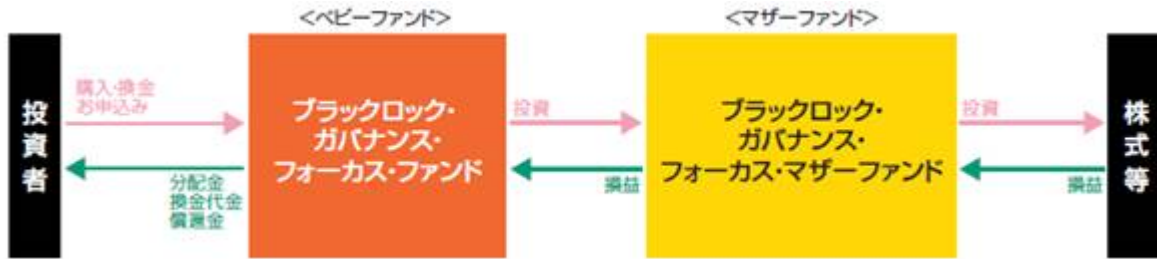 <ベビーファンド>
<マザーファンド>
投資者
購入・換金
お申込み
分配金
換金代金
償還金
ブラックロック・
ガバナンス・
フォーカス・ファンド
投資
損益
ブラックロック・
ガバナンス・
フォーカス・マザーファンド
投資
損益
株式等